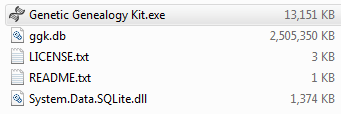 Genetic Genealogy Kit.exe 13,151 KB
ggk.db 2,505,350 KB
LICENSE.txt 3 KB
README.txt 1 KB
System.Data.SQLite.dll 1,374 KB